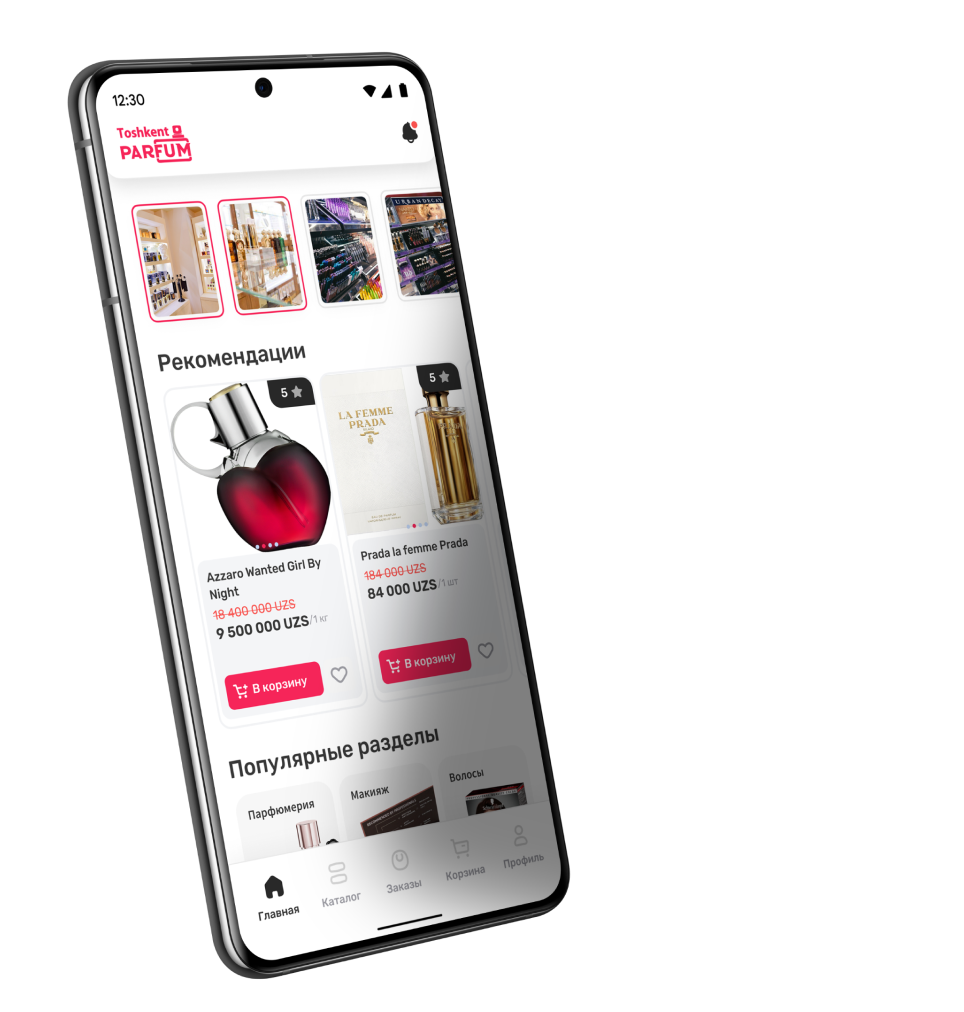 12:30
Toshkent
PARFUM
URBAN DECAY
Рекомендации
5
5
LA FEMME
PRADA
Azzaro Wanted Girl By
Night
18 400 000 UZS
9 500 000 UZS/1 кг
В корзину
Prada la femme Prada
184 000 UZS
84 000 UZS/1 шт
В корзину
Популярные разделы
Парфюмерия
Макияж
Волосы
Главная
Каталог
Заказы
Корзина
Профиль